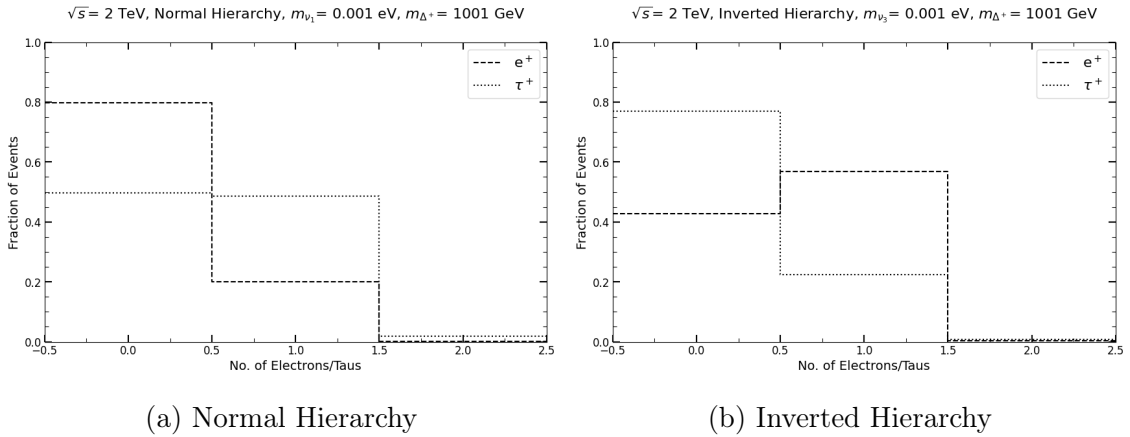 √s= 2 TeV, Normal Hierarchy, mν1= 0.001 eV, mΔ+= 1001 GeV
1.0
0.8
0.6
0.4
0.2
0.0
Fraction of Events
e+
τ+
−0.5 0.0 0.5 1.0 1.5 2.0 2.5
No. of Electrons/Taus
(a) Normal Hierarchy
√s= 2 TeV, Inverted Hierarchy, mν3= 0.001 eV, mΔ+= 1001 GeV
1.0
0.8
0.6
0.4
0.2
0.0
Fraction of Events
e+
τ+
−0.5 0.0 0.5 1.0 1.5 2.0 2.5
No. of Electrons/Taus
(b) Inverted Hierarchy